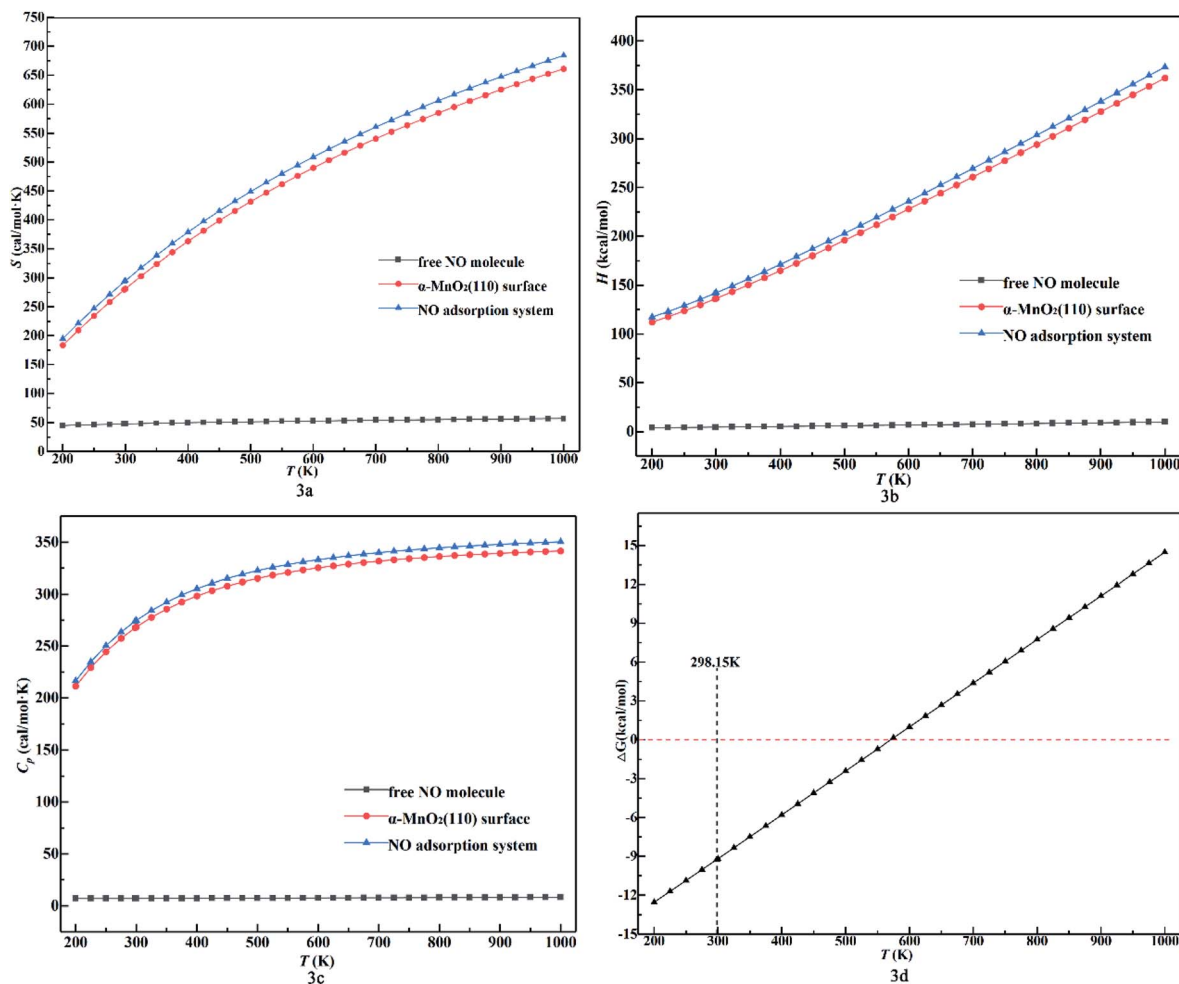 750
700
650
600
550
500
450
400
350
300
250
200
150
100
50
0
S (cal/mol·K)
free NO molecule
α-MnO₂(110) surface
NO adsorption system
200 300 400 500 600 700 800 900 1000
T (K)
3a
400
350
300
250
200
150
100
50
0
H (kcal/mol)
free NO molecule
α-MnO₂(110) surface
NO adsorption system
200 300 400 500 600 700 800 900 1000
T (K)
3b
350
300
250
200
150
100
50
0
Cₚ (cal/mol·K)
free NO molecule
α-MnO₂(110) surface
NO adsorption system
200 300 400 500 600 700 800 900 1000
T (K)
3c
15
12
9
6
3
0
-3
-6
-9
-12
-15
△G(kcal/mol)
298.15K
200 300 400 500 600 700 800 900 1000
T (K)
3d